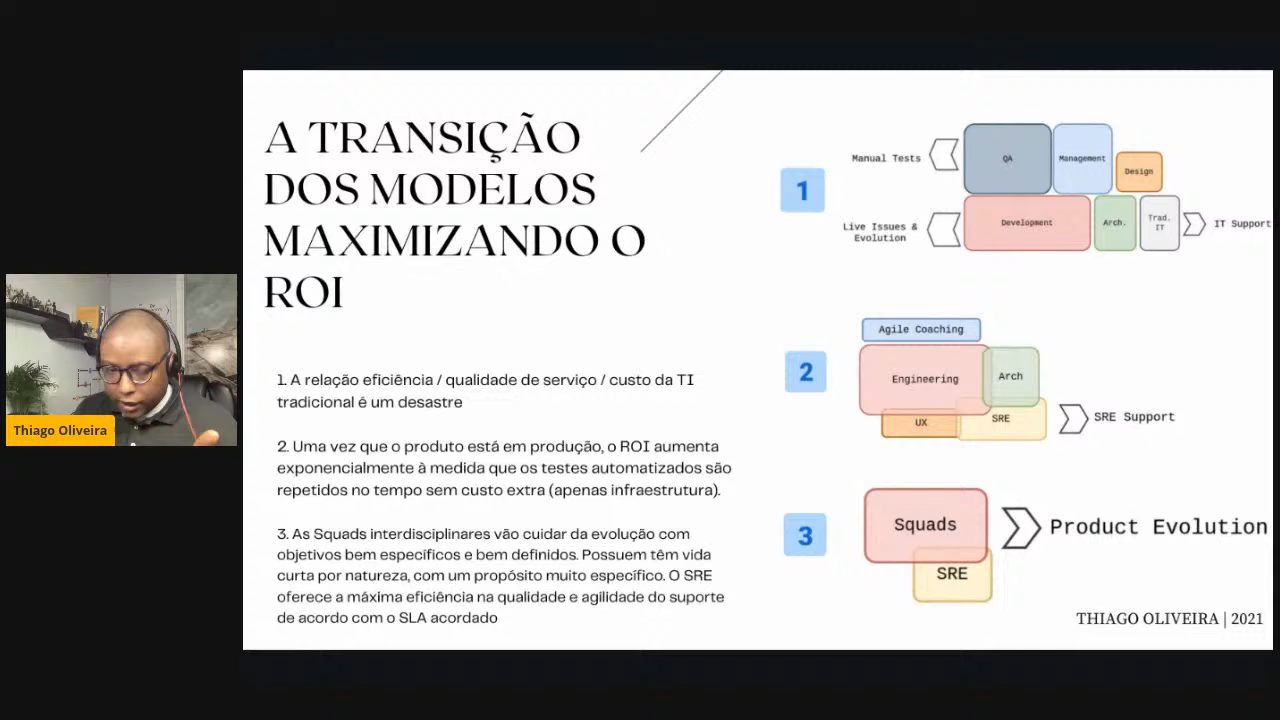 A TRANSIÇÃO
DOS MODELOS
MAXIMIZANDO O
ROI
1. A relação eficiência / qualidade de serviço / custo da TI
tradicional é um desastre
2. Uma vez que o produto está em produção, o ROI aumenta
exponencialmente à medida que os testes automatizados são
repetidos no tempo sem custo extra (apenas infraestrutura).
3. As Squads interdisciplinares vão cuidar da evolução com
objetivos bem específicos e bem definidos. Possuem têm vida
curta por natureza, com um propósito muito específico. O SRE
oferece a máxima eficiência na qualidade e agilidade do suporte
de acordo com o SLA acordado
1
Manual Tests
QA
Management
Design
Live Issues &
Evolution
Development
Arch.
Trad.
IT
IT Support
2
Agile Coaching
Engineering
Arch
UX
SRE
SRE Support
3
Squads
SRE
Product Evolution
THIAGO OLIVEIRA | 2021
Thiago Oliveira